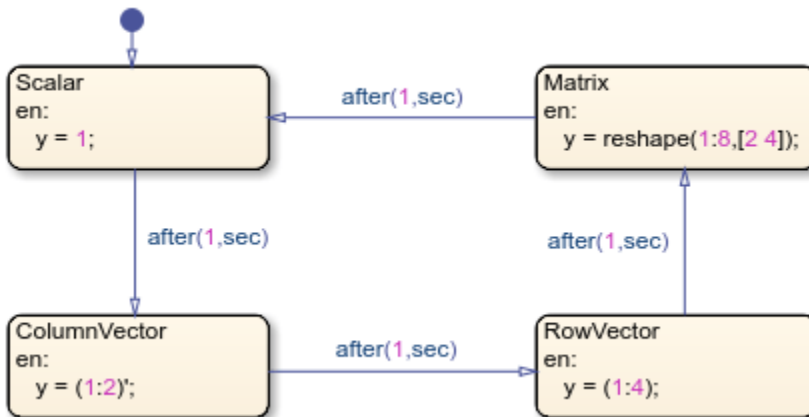 Scalar
en:
y = 1;
after(1,sec)
Matrix
en:
y = reshape(1:8,[2 4]);
after(1,sec)
after(1,sec)
ColumnVector
en:
y = (1:2)';
after(1,sec)
RowVector
en:
y = (1:4);